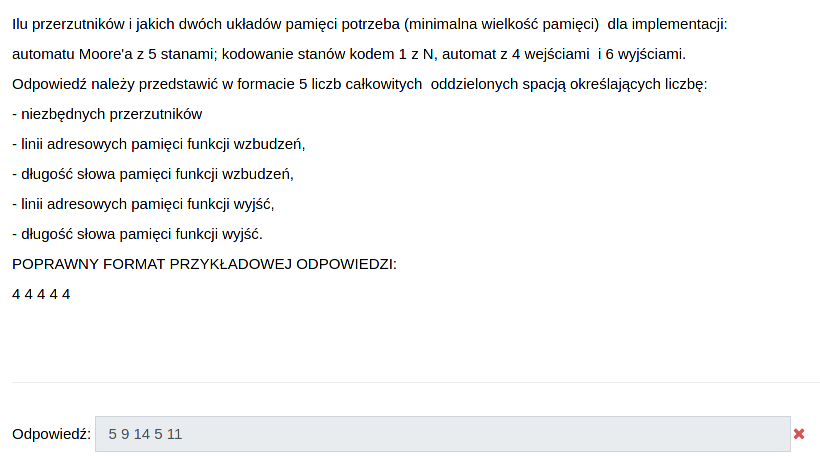 Ilu przerzutników i jakich dwóch układów pamięci potrzeba (minimalna wielkość pamięci)  dla implementacji:
automatu Moore'a z 5 stanami; kodowanie stanów kodem 1 z N, automat z 4 wejściami  i 6 wyjściami.
Odpowiedź należy przedstawić w formacie 5 liczb całkowitych  oddzielonych spacją określających liczbę:
- niezbędnych przerzutników
- linii adresowych pamięci funkcji wzbudzeń,
- długość słowa pamięci funkcji wzbudzeń,
- linii adresowych pamięci funkcji wyjść,
- długość słowa pamięci funkcji wyjść.
POPRAWNY FORMAT PRZYKŁADOWEJ ODPOWIEDZI:
4 4 4 4 4
Odpowiedź: 5 9 14 5 11